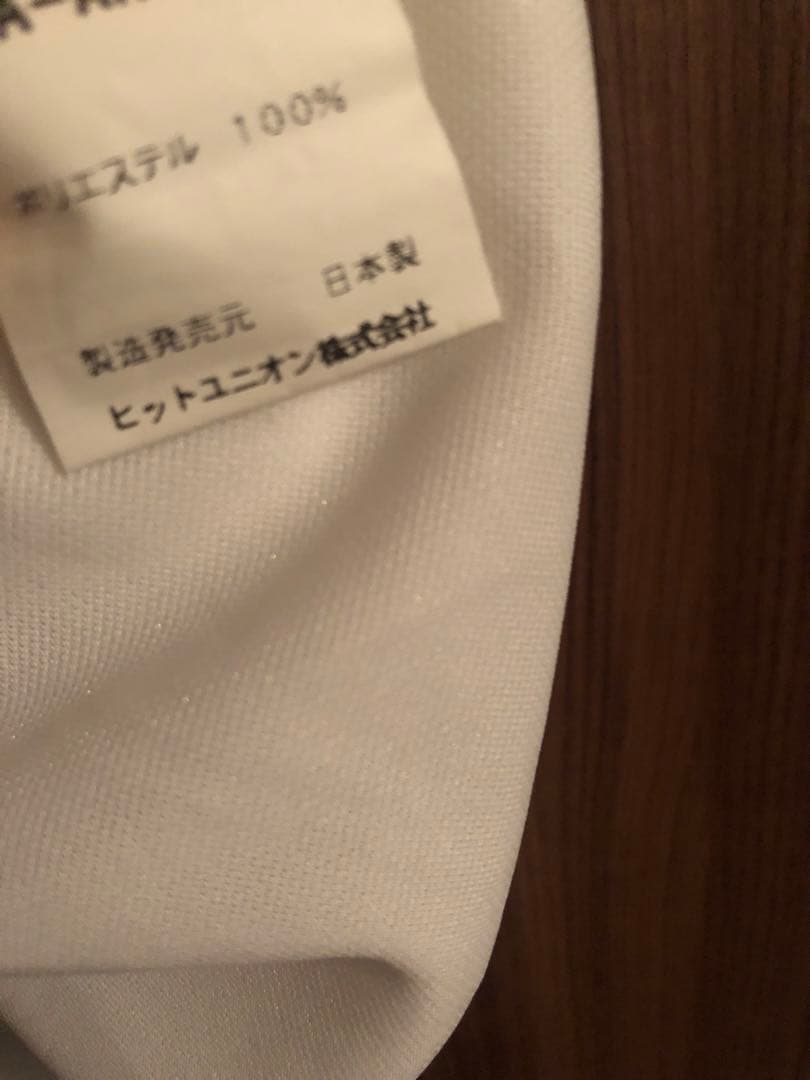 ポリエステル 100%
日本製
製造発売元
ヒットユニオン株式会社